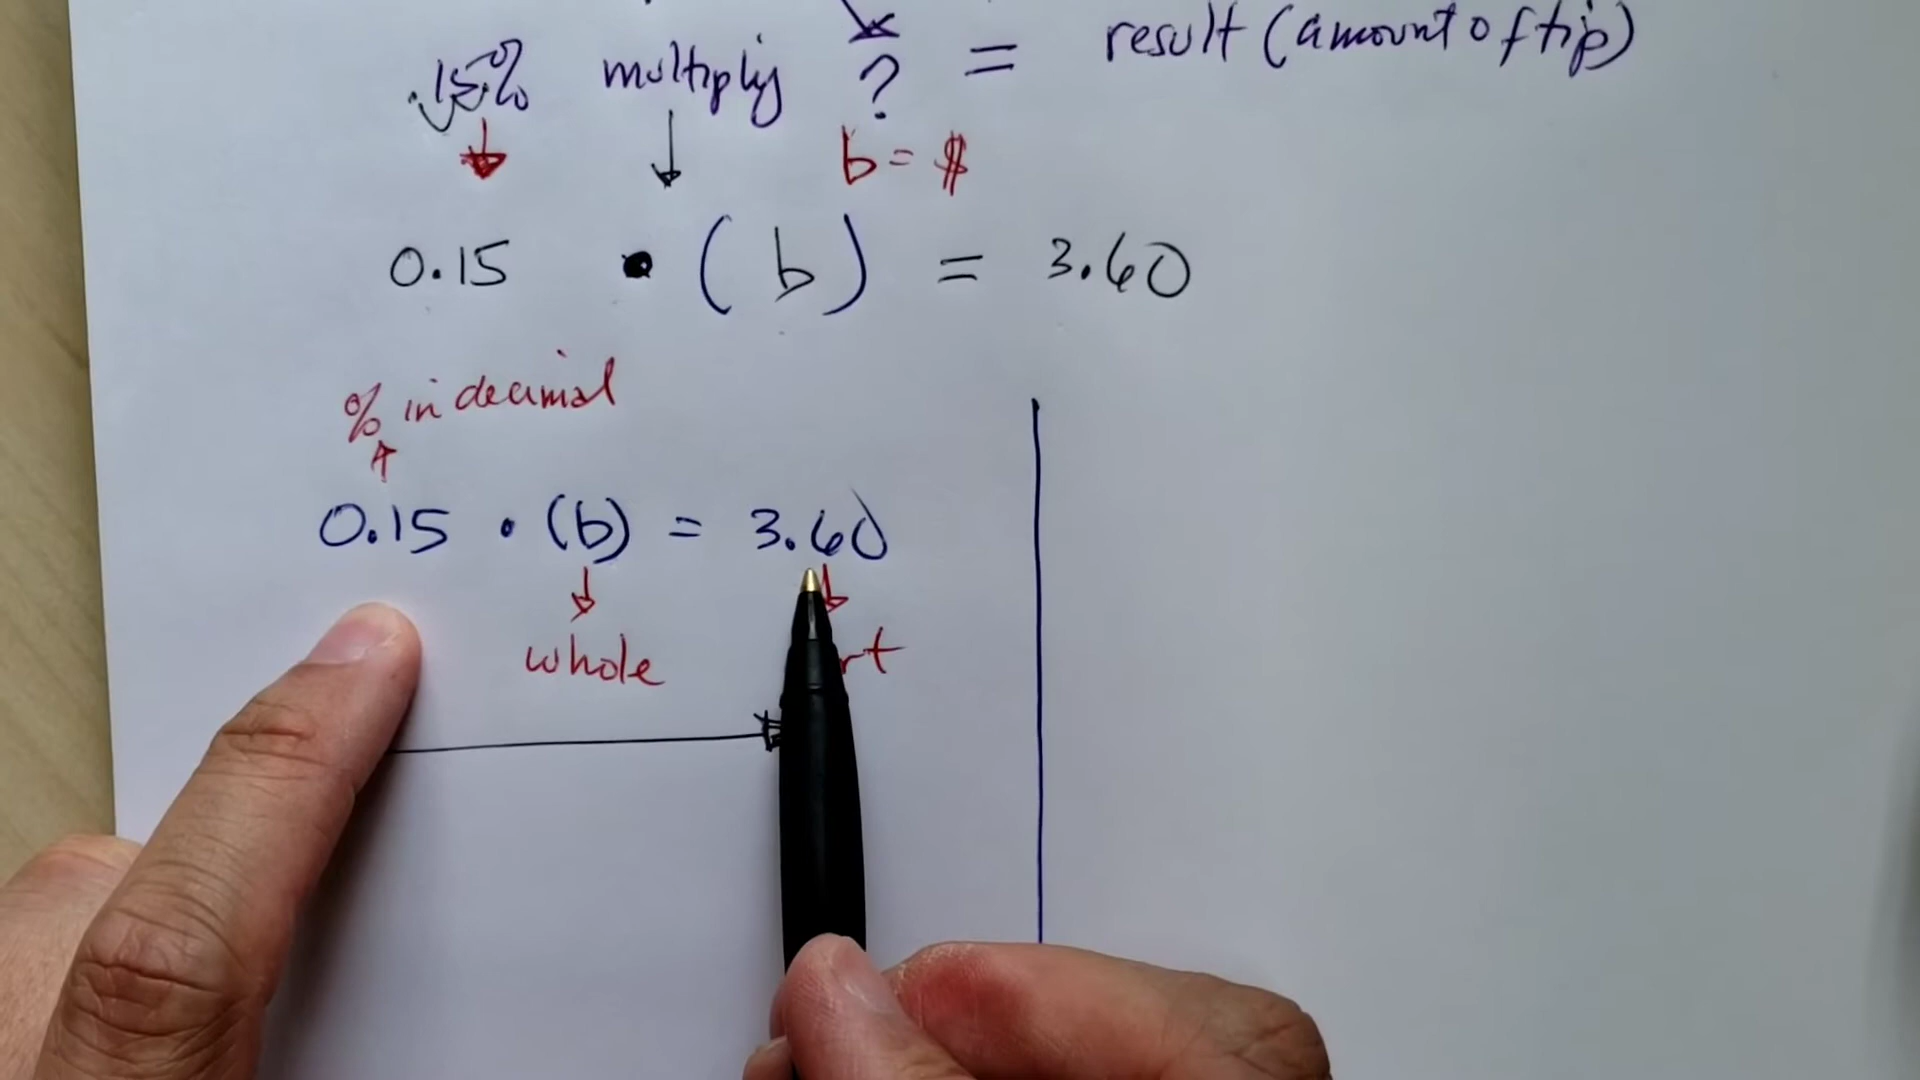 .15% multiply ? = result (amount of tip)
b = $
0.15 • (b) = 3.60
% in decimal
0.15 • (b) = 3.60
whole